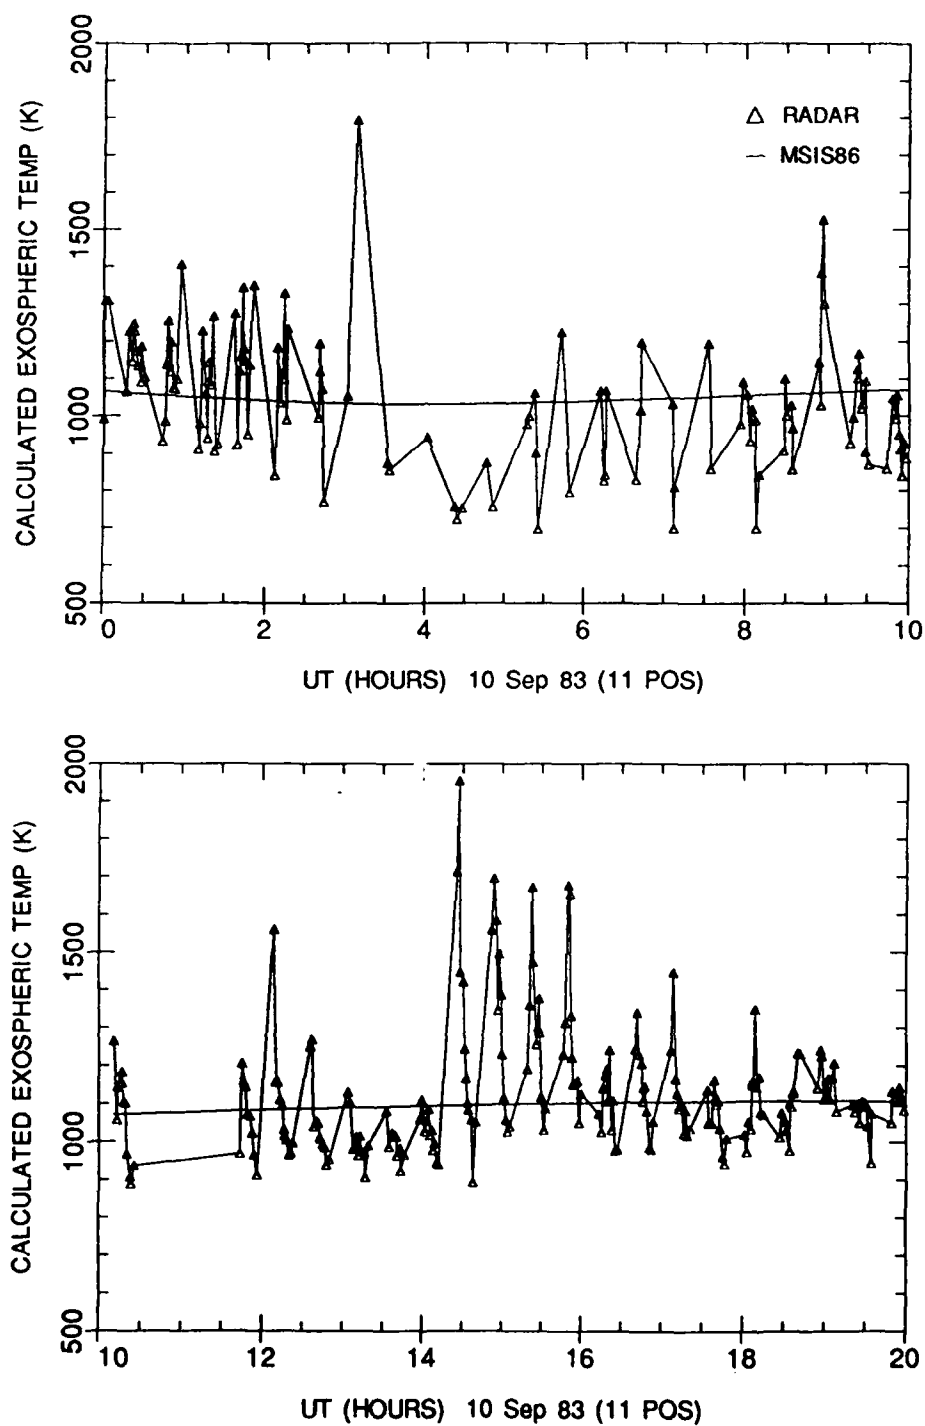 CALCULATED EXOSPHERIC TEMP (K)
2000
1500
1000
500
△ RADAR
— MSIS86
0 2 4 6 8 10
UT (HOURS) 10 Sep 83 (11 POS)
CALCULATED EXOSPHERIC TEMP (K)
2000
1500
1000
500
10 12 14 16 18 20
UT (HOURS) 10 Sep 83 (11 POS)